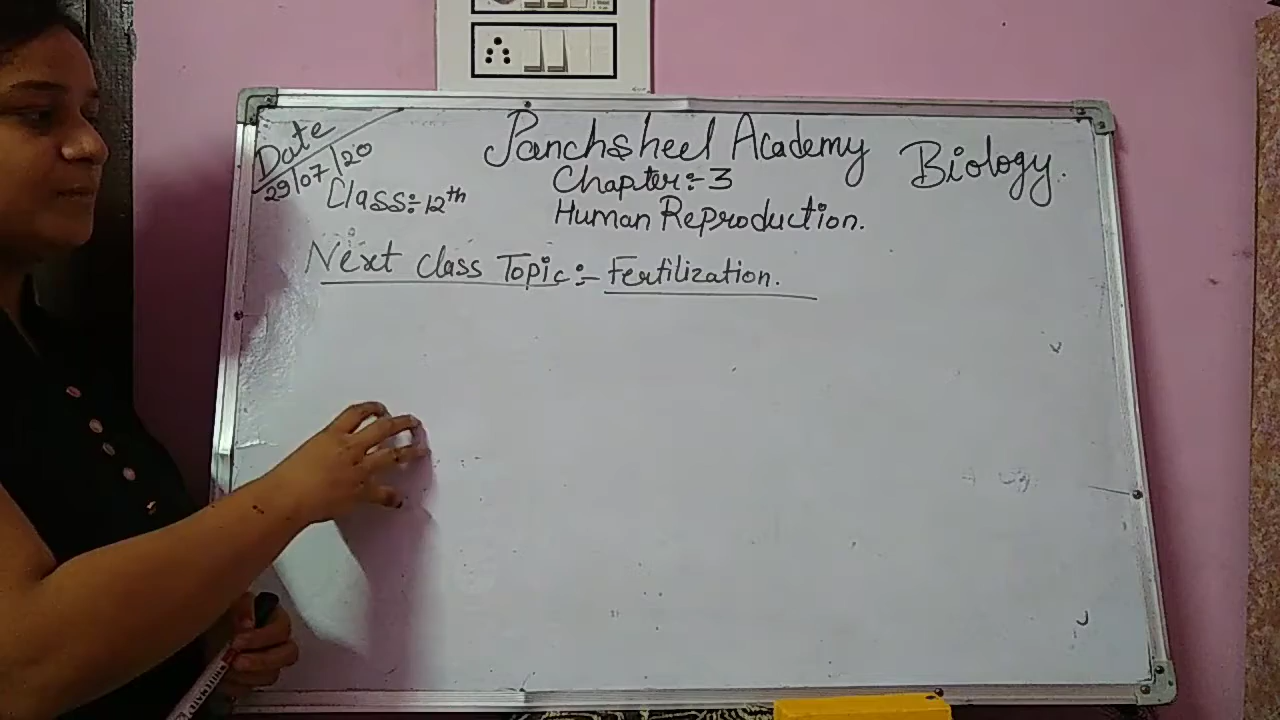 Date
29/07/20
Panchsheel Academy
Biology.
Class:-12th
Chapter:-3
Human Reproduction.
Next class Topic:- Fertilization.